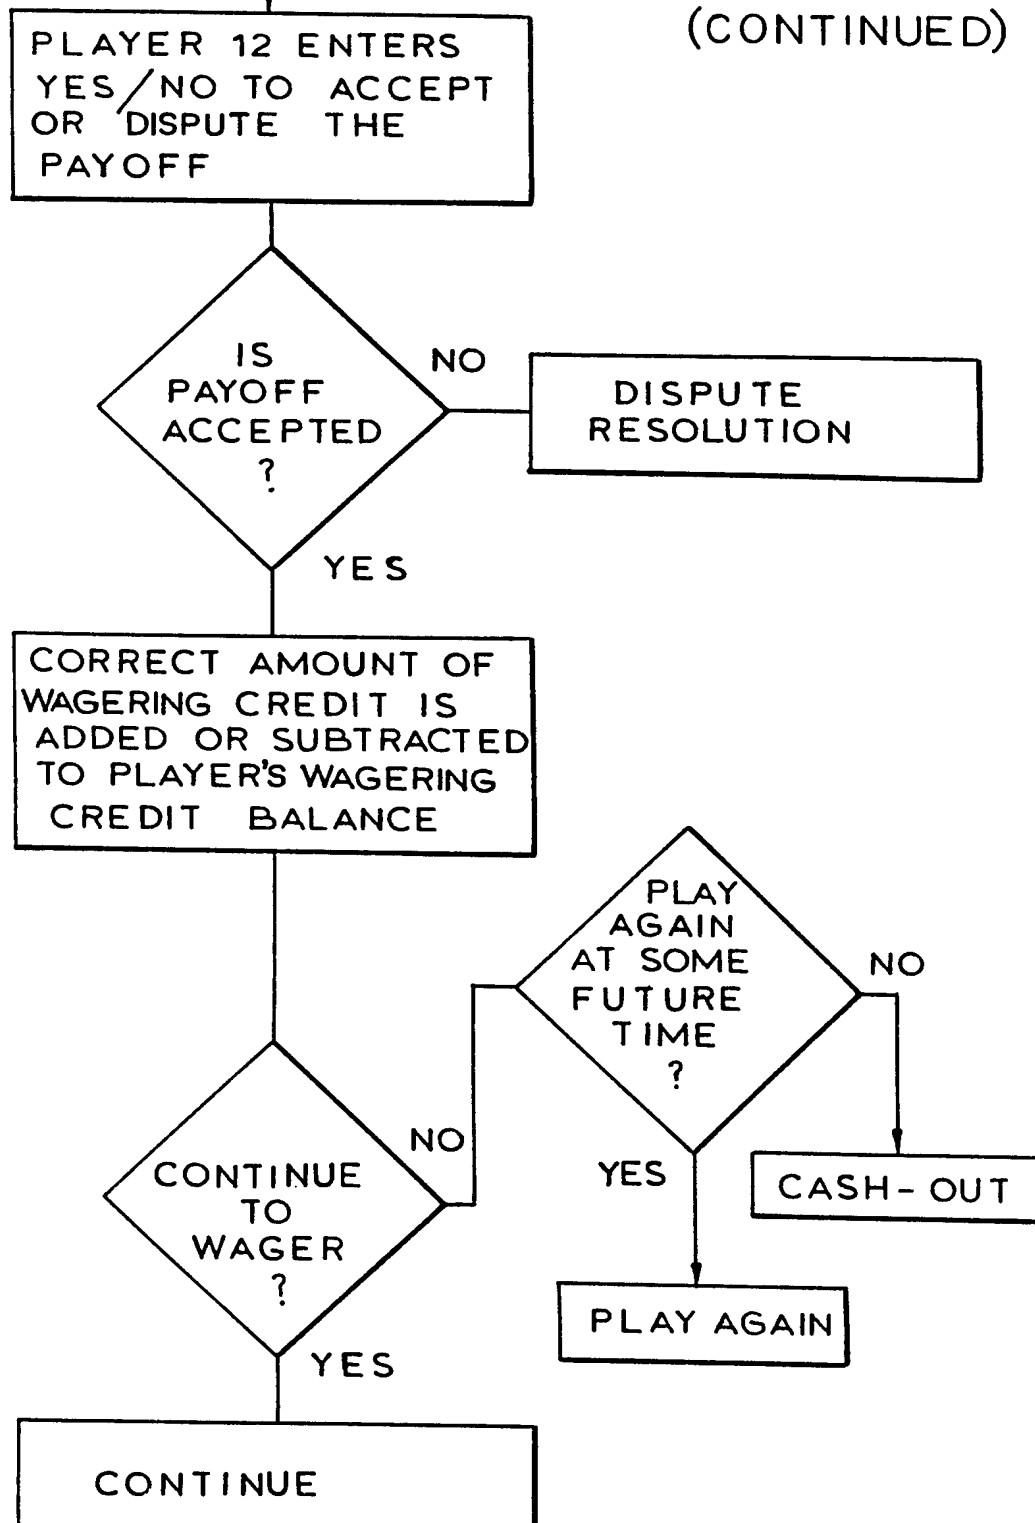 (CONTINUED)
PLAYER 12 ENTERS
YES/NO TO ACCEPT
OR DISPUTE THE
PAYOFF
IS
PAYOFF
ACCEPTED
?
NO
DISPUTE
RESOLUTION
YES
CORRECT AMOUNT OF
WAGERING CREDIT IS
ADDED OR SUBTRACTED
TO PLAYER'S WAGERING
CREDIT BALANCE
PLAY
AGAIN
AT SOME
FUTURE
TIME
?
NO
CASH-OUT
YES
PLAY AGAIN
CONTINUE
TO
WAGER
?
NO
YES
CONTINUE